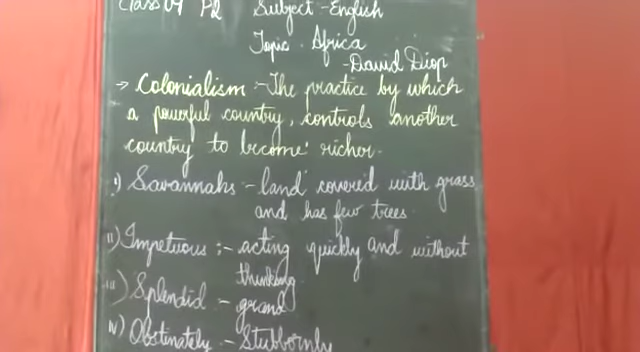 Class 07 P2 Subject - English
Topic - Africa
- David Diop
→ Colonialism :- The practice by which
a powerful country, controls another
country to become richer.
i) Savannahs - land covered with grass
and has few trees
ii) Impetuous :- acting quickly and without
thinking
iii) Splendid - grand
iv) Obstinately - Stubbornly